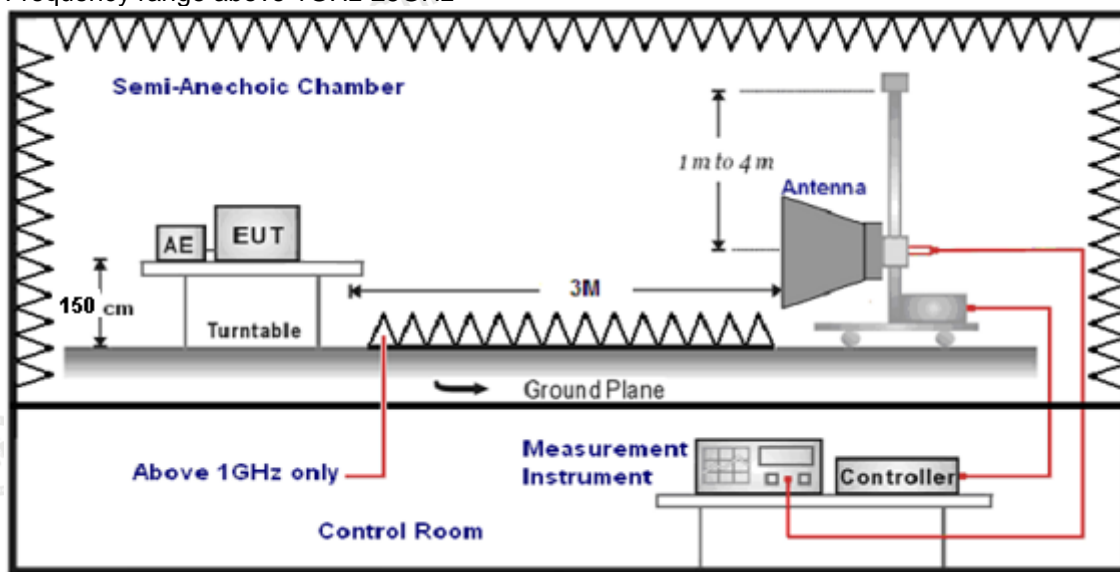 Semi-Anechoic Chamber
1 m to 4 m
Antenna
AE
EUT
150 cm
3M
Turntable
Ground Plane
Above 1GHz only
Measurement
Instrument
Controller
Control Room